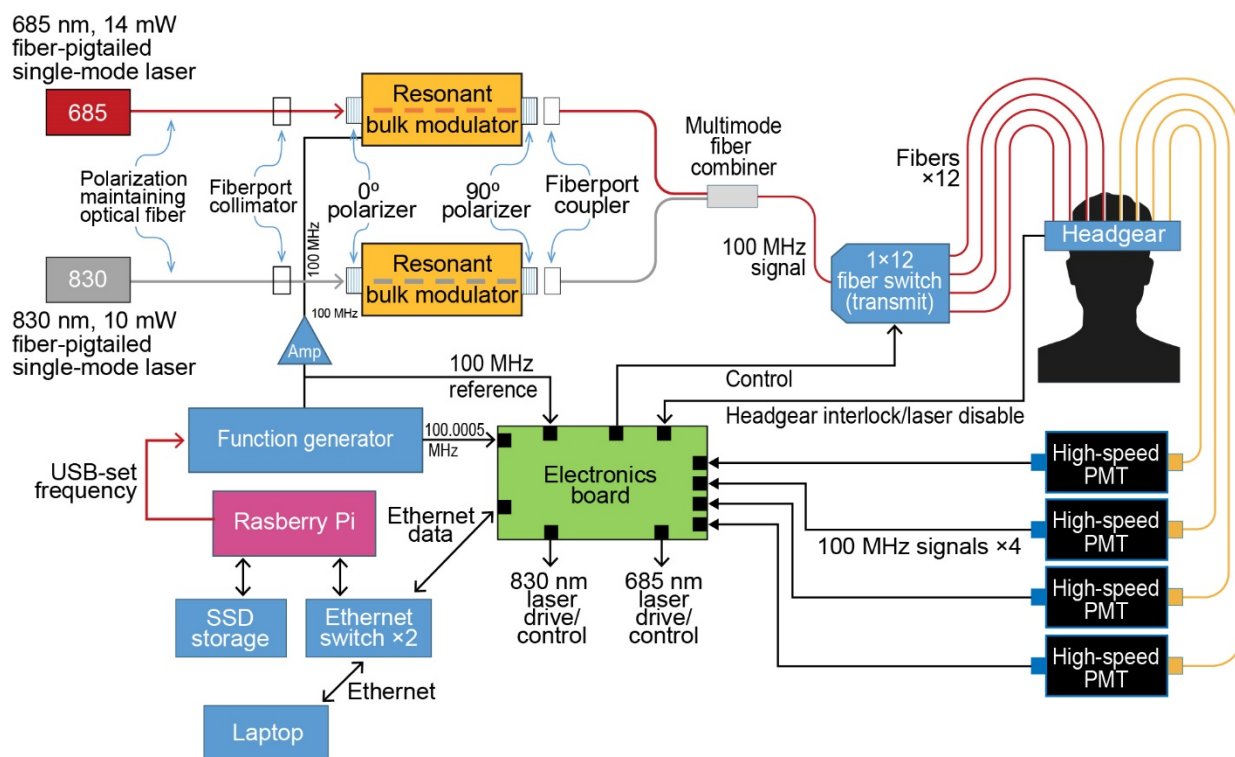 685 nm, 14 mW
fiber-pigtailed
single-mode laser
685
Resonant
bulk modulator
Multimode
fiber
combiner
Fibers
×12
Polarization
maintaining
optical fiber
Fiberport
collimator
0º
polarizer
90º
polarizer
Fiberport
coupler
100 MHz
830
Resonant
bulk modulator
100 MHz
830 nm, 10 mW
fiber-pigtailed
single-mode laser
Amp
100 MHz
signal
1×12
fiber switch
(transmit)
Headgear
100 MHz
reference
Control
Headgear interlock/laser disable
Function generator
100.0005
MHz
USB-set
frequency
Rasberry Pi
Ethernet
data
Electronics
board
High-speed
PMT
High-speed
PMT
100 MHz signals ×4
High-speed
PMT
High-speed
PMT
SSD
storage
Ethernet
switch ×2
830 nm
laser
drive/
control
685 nm
laser
drive/
control
Ethernet
Laptop